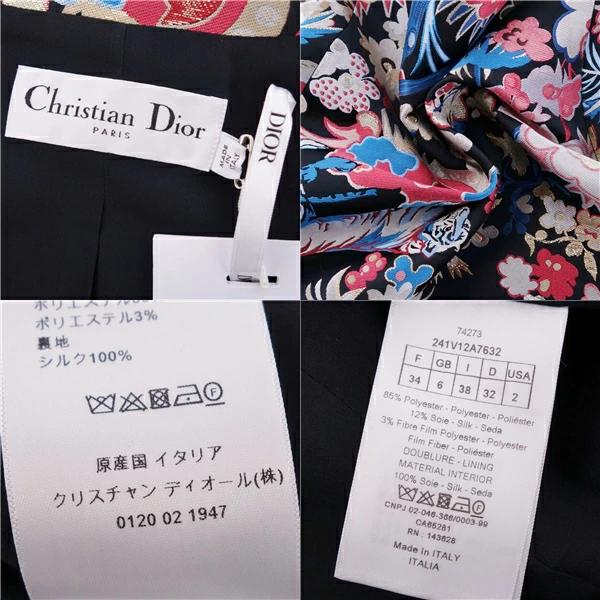 Christian Dior
PARIS
MADE IN
ITALY
DIOR
ポリエステル3%
裏地
シルク100%
原産国 イタリア
クリスチャン ディオール(株)
0120 02 1947
74273
241V12A7632
F GB I D USA
34 6 38 32 2
85% Polyester - Polyester - Poliéster
12% Soie - Silk - Seda
3% Fibre Film Polyester - Polyester
Film Fiber - Poliéster
DOUBLURE - LINING
MATERIAL INTERIOR
100% Soie - Silk - Seda
CNPJ 02-046-366/0003-99
CA65281
RN : 143628
Made in ITALY
ITALIA